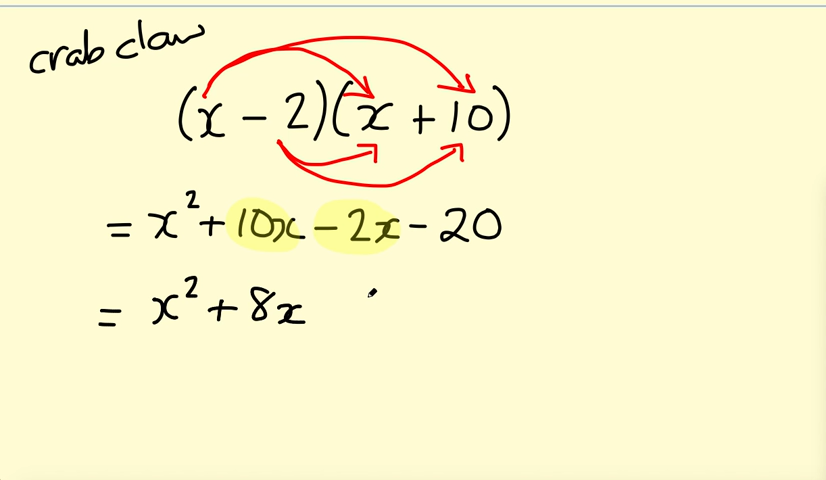 crab claw
(x - 2)(x + 10)
= x² + 10x - 2x - 20
= x² + 8x